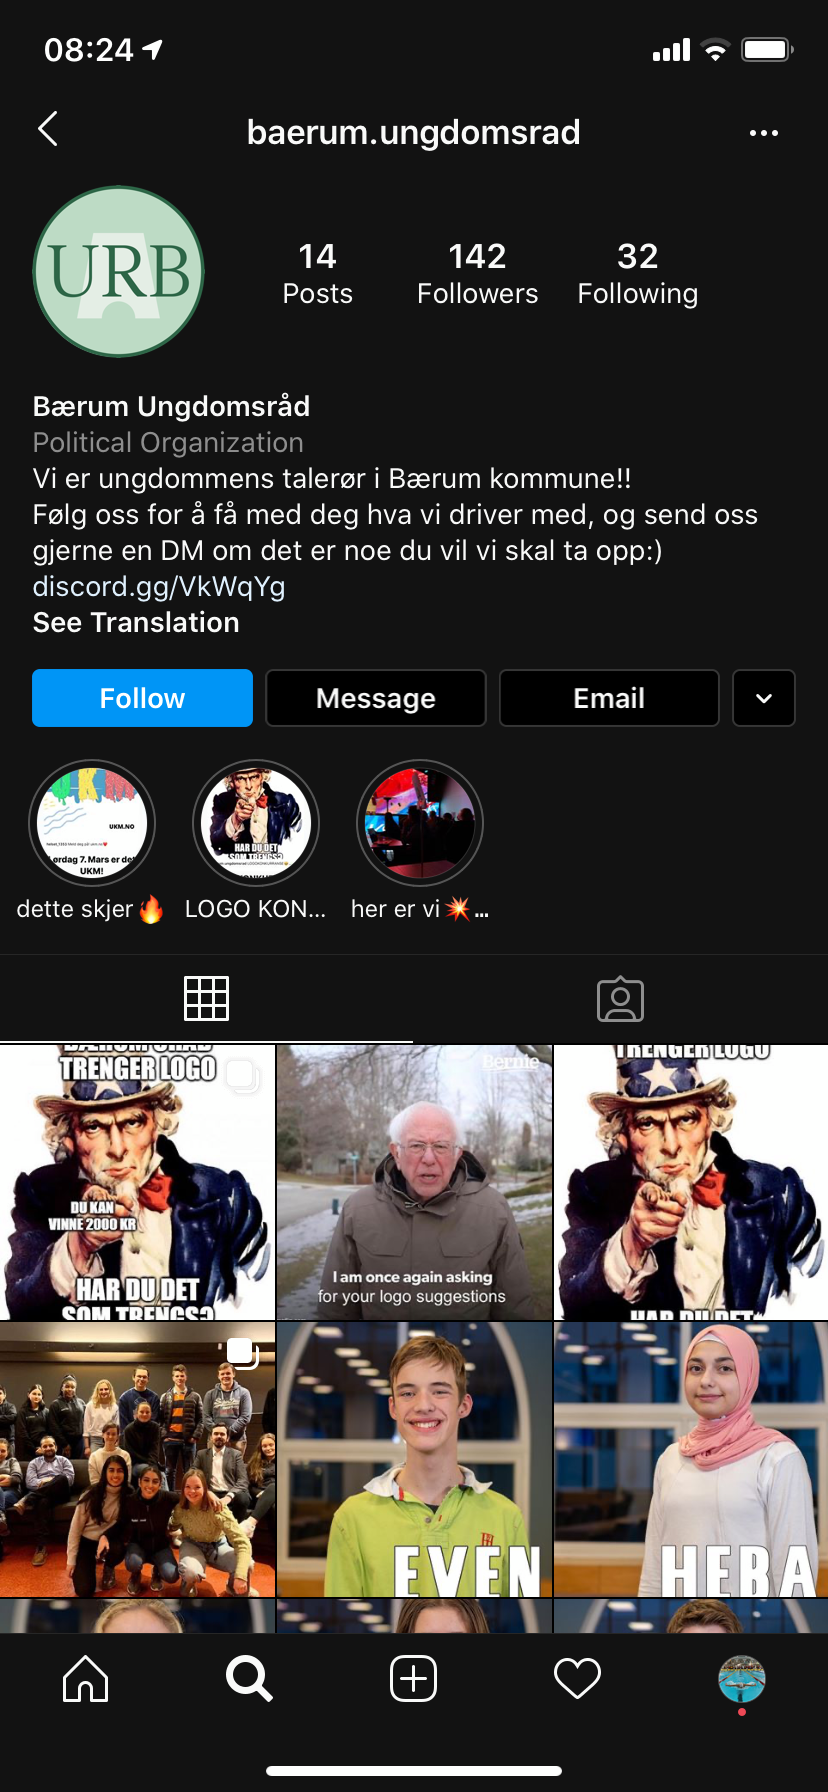 08:24
baerum.ungdomsrad
URB
14
Posts
142
Followers
32
Following
Bærum Ungdomsråd
Political Organization
Vi er ungdommens talerør i Bærum kommune!!
Følg oss for å få med deg hva vi driver med, og send oss
gjerne en DM om det er noe du vil vi skal ta opp:)
discord.gg/VkWqYg
See Translation
Follow
Message
Email
UKM
UKM.NO
ørdag 7. Mars er det
UKM!
HAR DU DET
SOM TRENGS?
dette skjer🔥
LOGO KON...
her er vi💥...
BÆRUM URÅD
TRENGER LOGO
DU KAN
VINNE 2000 KR
HAR DU DET
SOM TRENGS?
Bernie
I am once again asking
for your logo suggestions
TRENGER LOGO
HAR DU DET
EVEN
HEBA